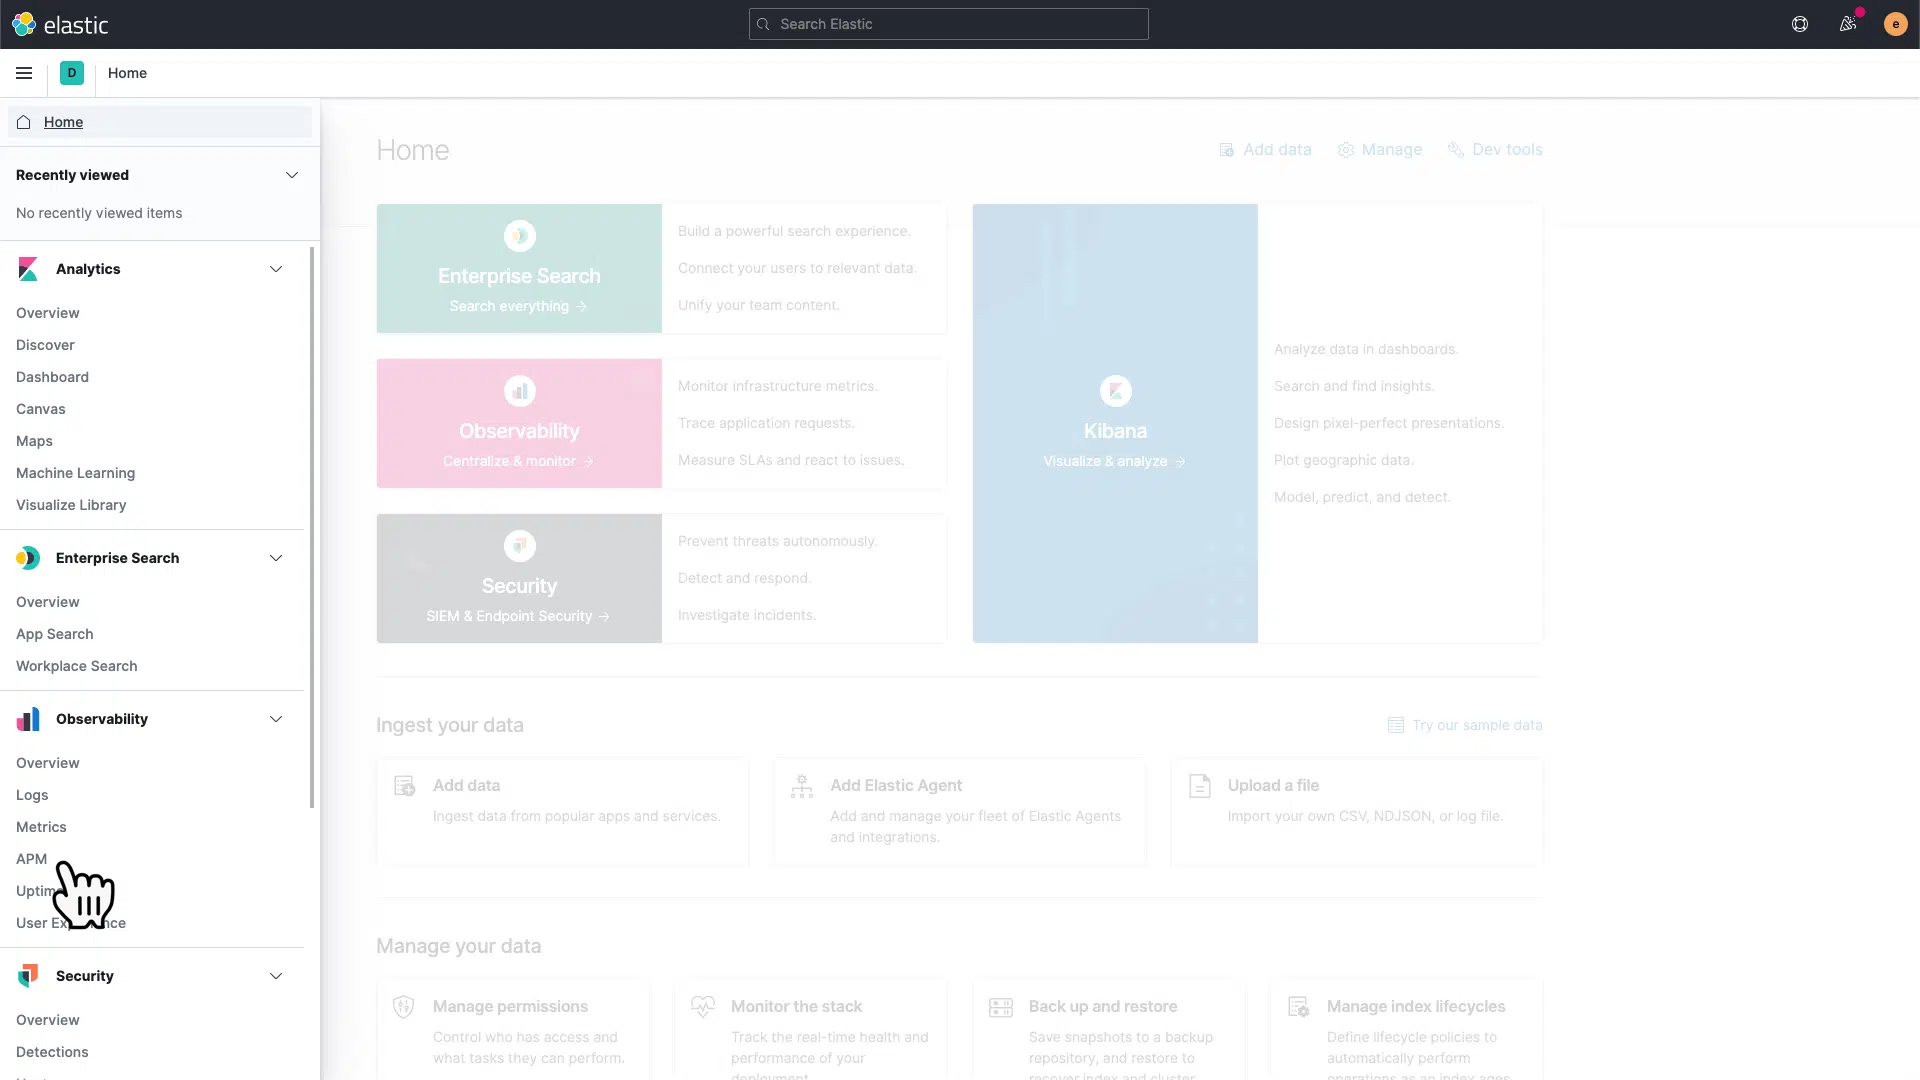 elastic
Search Elastic
e
D
Home
Home
Recently viewed
No recently viewed items
Analytics
Overview
Discover
Dashboard
Canvas
Maps
Machine Learning
Visualize Library
Enterprise Search
Overview
App Search
Workplace Search
Observability
Overview
Logs
Metrics
APM
Security
Overview
Detections
Home
Add data
Manage
Dev tools
Enterprise Search
Search everything →
Build a powerful search experience.
Connect your users to relevant data.
Unify your team content.
Observability
Centralize & monitor →
Monitor infrastructure metrics.
Trace application requests.
Measure SLAs and react to issues.
Security
SIEM & Endpoint Security →
Prevent threats autonomously.
Detect and respond.
Investigate incidents.
Kibana
Visualize & analyze →
Analyze data in dashboards.
Search and find insights.
Design pixel-perfect presentations.
Plot geographic data.
Model, predict, and detect.
Ingest your data
Try our sample data
Add data
Ingest data from popular apps and services.
Add Elastic Agent
Add and manage your fleet of Elastic Agents
and integrations.
Upload a file
Import your own CSV, NDJSON, or log file.
Manage your data
Manage permissions
Control who has access and
what tasks they can perform.
Monitor the stack
Track the real-time health and
performance of your
deployment.
Back up and restore
Save snapshots to a backup
repository, and restore to
recover index and cluster
Manage index lifecycles
Define lifecycle policies to
automatically perform
operations as an index ages